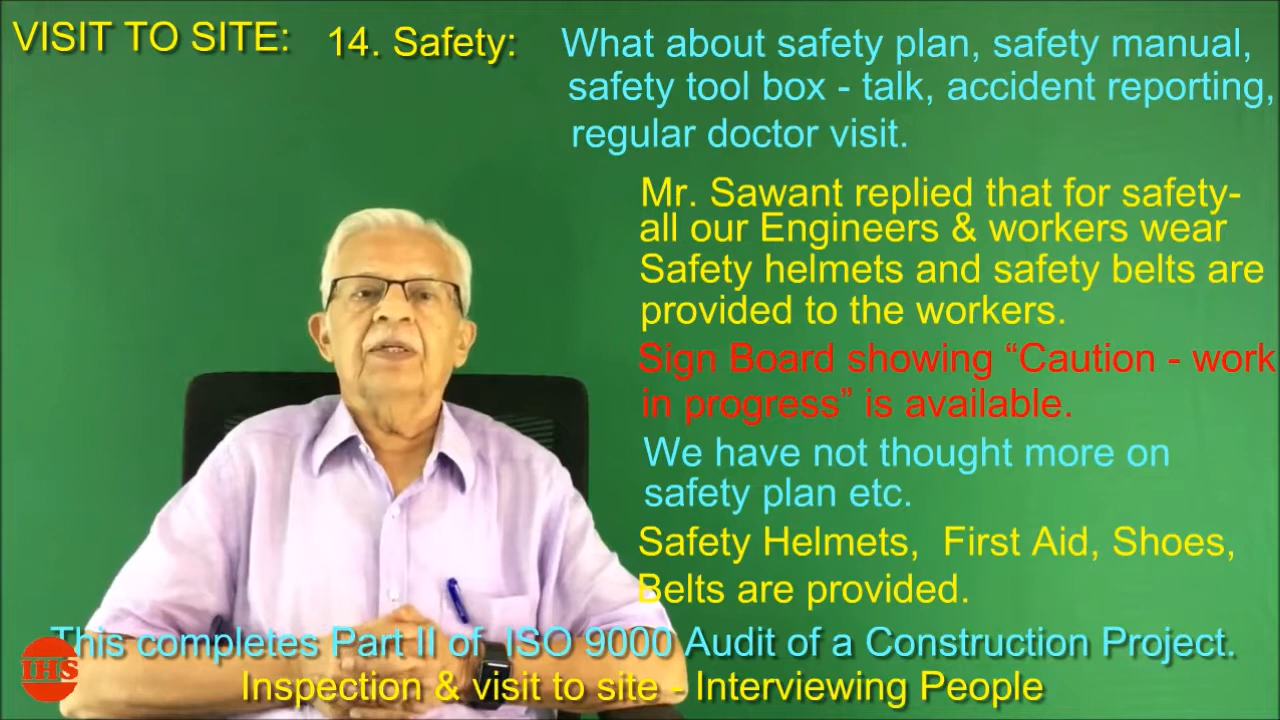 VISIT TO SITE: 14. Safety: What about safety plan, safety manual,
safety tool box - talk, accident reporting,
regular doctor visit.
Mr. Sawant replied that for safety-
all our Engineers & workers wear
Safety helmets and safety belts are
provided to the workers.
Sign Board showing “Caution - work
in progress” is available.
We have not thought more on
safety plan etc.
Safety Helmets, First Aid, Shoes,
Belts are provided.
This completes Part II of ISO 9000 Audit of a Construction Project.
IHS
Inspection & visit to site - Interviewing People